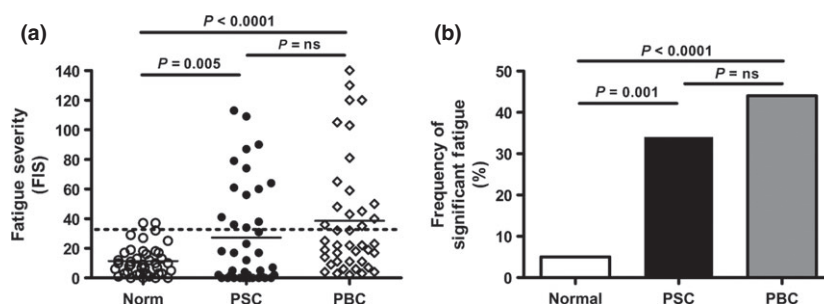 (a)
P < 0.0001
P = ns
P = 0.005
Fatigue severity
(FIS)
140
120
100
80
60
40
20
0
Norm PSC PBC
(b)
P < 0.0001
P = ns
P = 0.001
Frequency of
significant fatigue
(%)
50
40
30
20
10
0
Normal PSC PBC